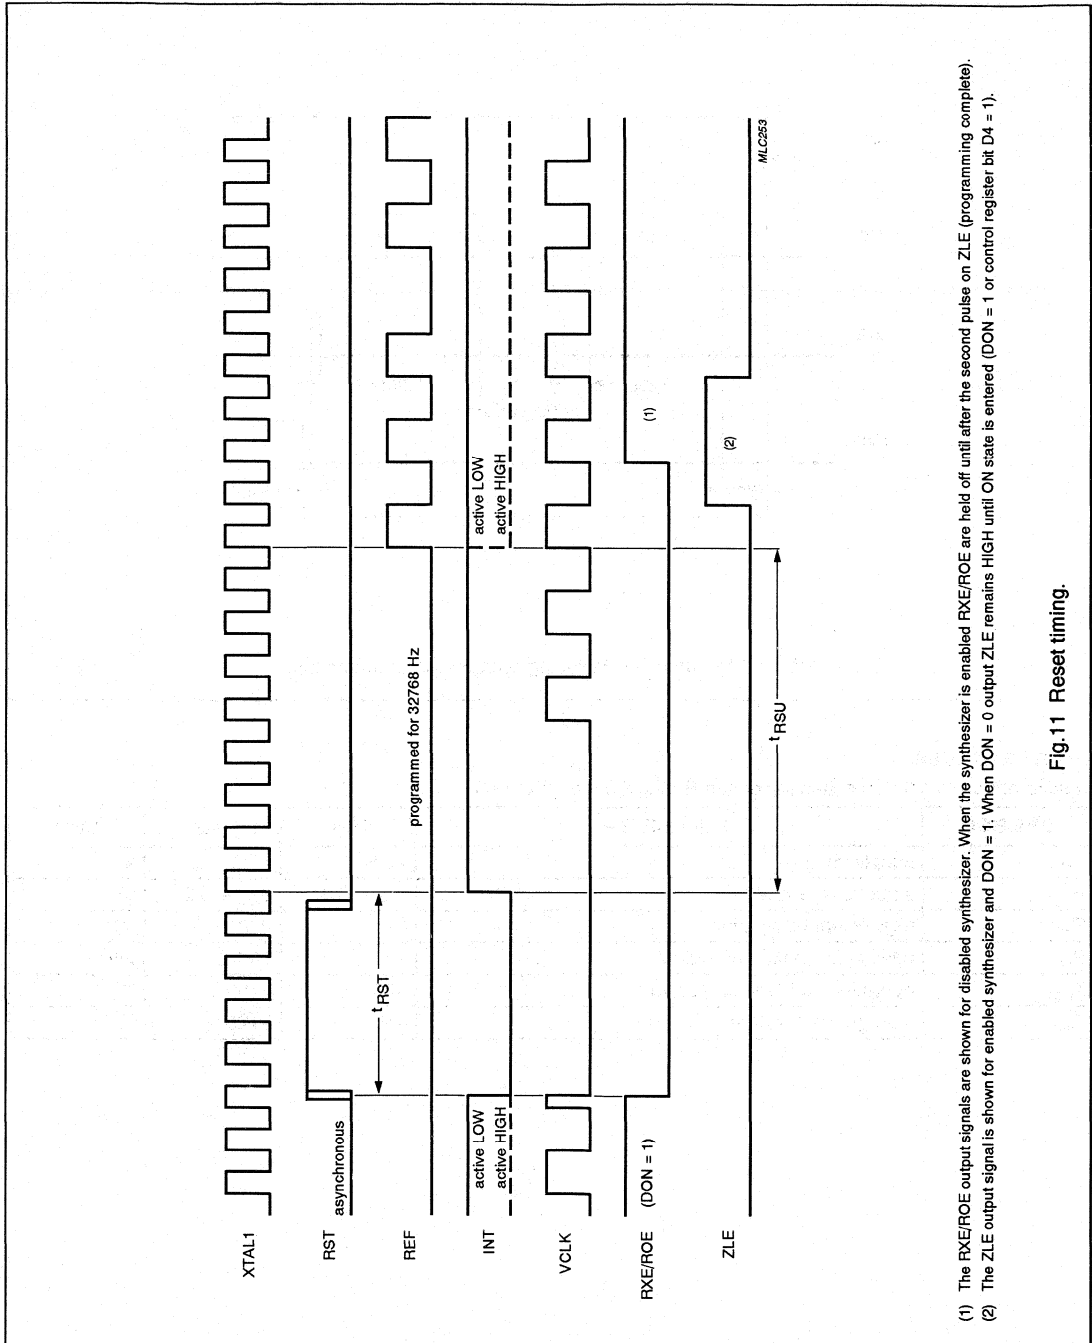 XTAL1
RST
asynchronous
t RST
REF
programmed for 32768 Hz
INT
active LOW
active HIGH
active LOW
active HIGH
VCLK
RXE/ROE
(DON = 1)
(1)
ZLE
(2)
t RSU
MLC253
(1) The RXE/ROE output signals are shown for disabled synthesizer. When the synthesizer is enabled RXE/ROE are held off until after the second pulse on ZLE (programming complete).
(2) The ZLE output signal is shown for enabled synthesizer and DON = 1. When DON = 0 output ZLE remains HIGH until ON state is entered (DON = 1 or control register bit D4 = 1).
Fig.11 Reset timing.